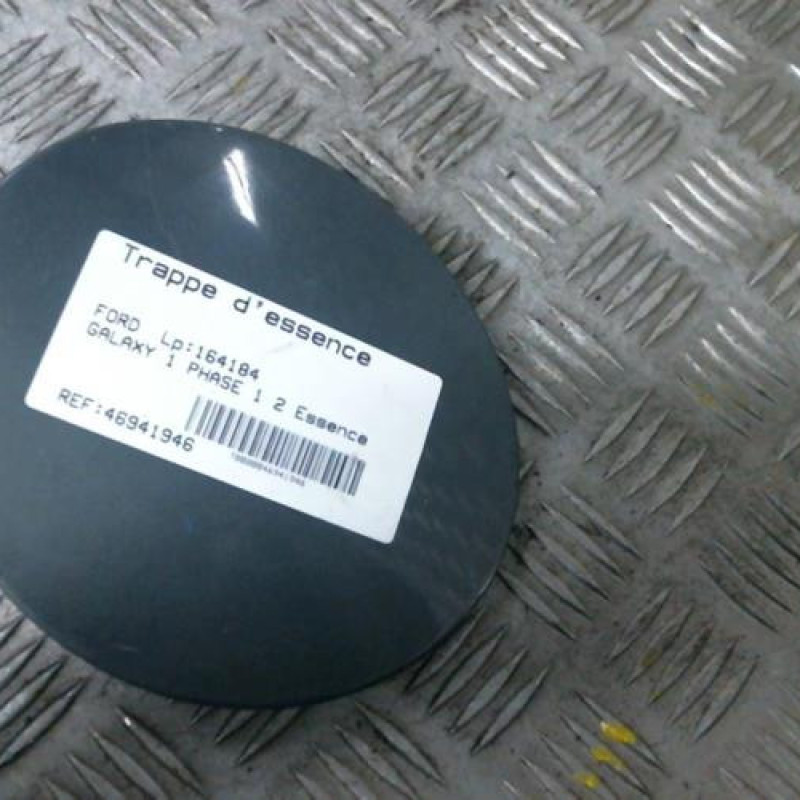 Trappe d'essence
FORD Lp:164184
GALAXY 1 PHASE 1 2 Essence
REF:46941946